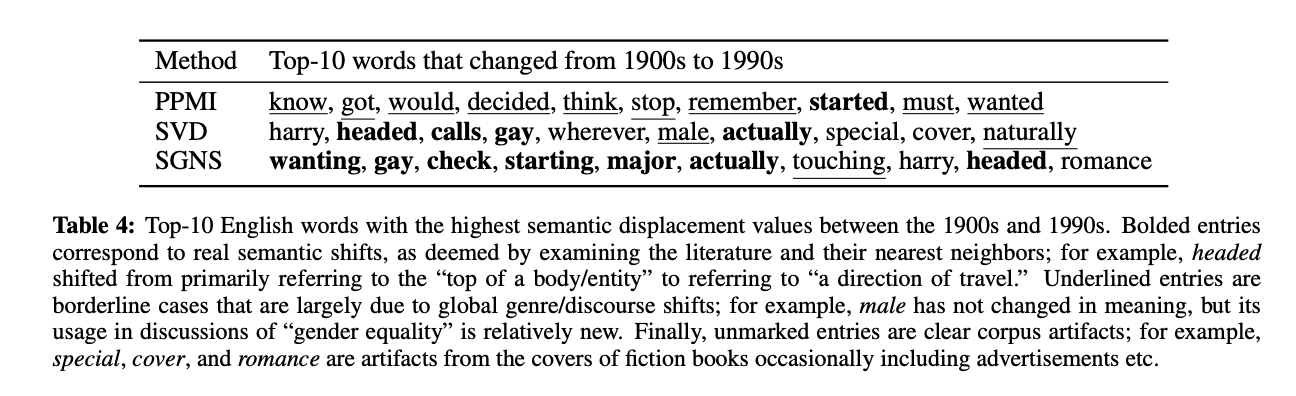 Method Top-10 words that changed from 1900s to 1990s
PPMI know, got, would, decided, think, stop, remember, started, must, wanted
SVD harry, headed, calls, gay, wherever, male, actually, special, cover, naturally
SGNS wanting, gay, check, starting, major, actually, touching, harry, headed, romance
Table 4: Top-10 English words with the highest semantic displacement values between the 1900s and 1990s. Bolded entries
correspond to real semantic shifts, as deemed by examining the literature and their nearest neighbors; for example, headed
shifted from primarily referring to the “top of a body/entity” to referring to “a direction of travel.” Underlined entries are
borderline cases that are largely due to global genre/discourse shifts; for example, male has not changed in meaning, but its
usage in discussions of “gender equality” is relatively new. Finally, unmarked entries are clear corpus artifacts; for example,
special, cover, and romance are artifacts from the covers of fiction books occasionally including advertisements etc.